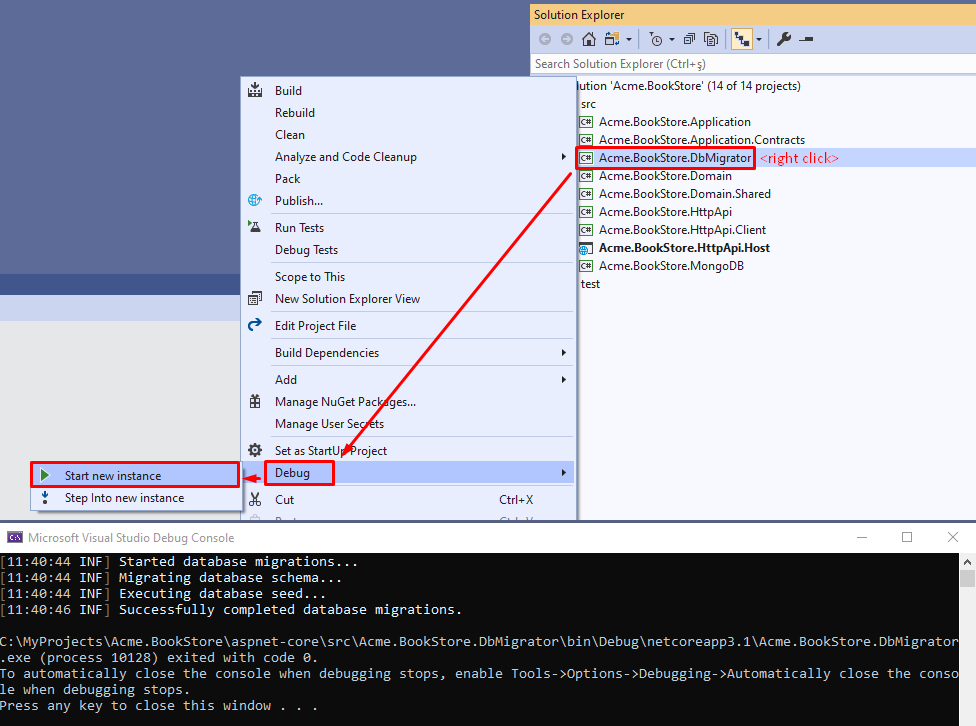 Solution Explorer
Search Solution Explorer (Ctrl+ş)
lution 'Acme.BookStore' (14 of 14 projects)
src
C# Acme.BookStore.Application
C# Acme.BookStore.Application.Contracts
C# Acme.BookStore.DbMigrator <right click>
C# Acme.BookStore.Domain
C# Acme.BookStore.Domain.Shared
C# Acme.BookStore.HttpApi
C# Acme.BookStore.HttpApi.Client
Acme.BookStore.HttpApi.Host
C# Acme.BookStore.MongoDB
test
Build
Rebuild
Clean
Analyze and Code Cleanup
Pack
Publish...
Run Tests
Debug Tests
Scope to This
New Solution Explorer View
Edit Project File
Build Dependencies
Add
Manage NuGet Packages...
Manage User Secrets
Set as StartUp Project
Debug
Cut Ctrl+X
Start new instance
Step Into new instance
Microsoft Visual Studio Debug Console
[11:40:44 INF] Started database migrations...
[11:40:44 INF] Migrating database schema...
[11:40:44 INF] Executing database seed...
[11:40:46 INF] Successfully completed database migrations.
C:\MyProjects\Acme.BookStore\aspnet-core\src\Acme.BookStore.DbMigrator\bin\Debug\netcoreapp3.1\Acme.BookStore.DbMigrator
.exe (process 10128) exited with code 0.
To automatically close the console when debugging stops, enable Tools->Options->Debugging->Automatically close the conso
le when debugging stops.
Press any key to close this window . . .